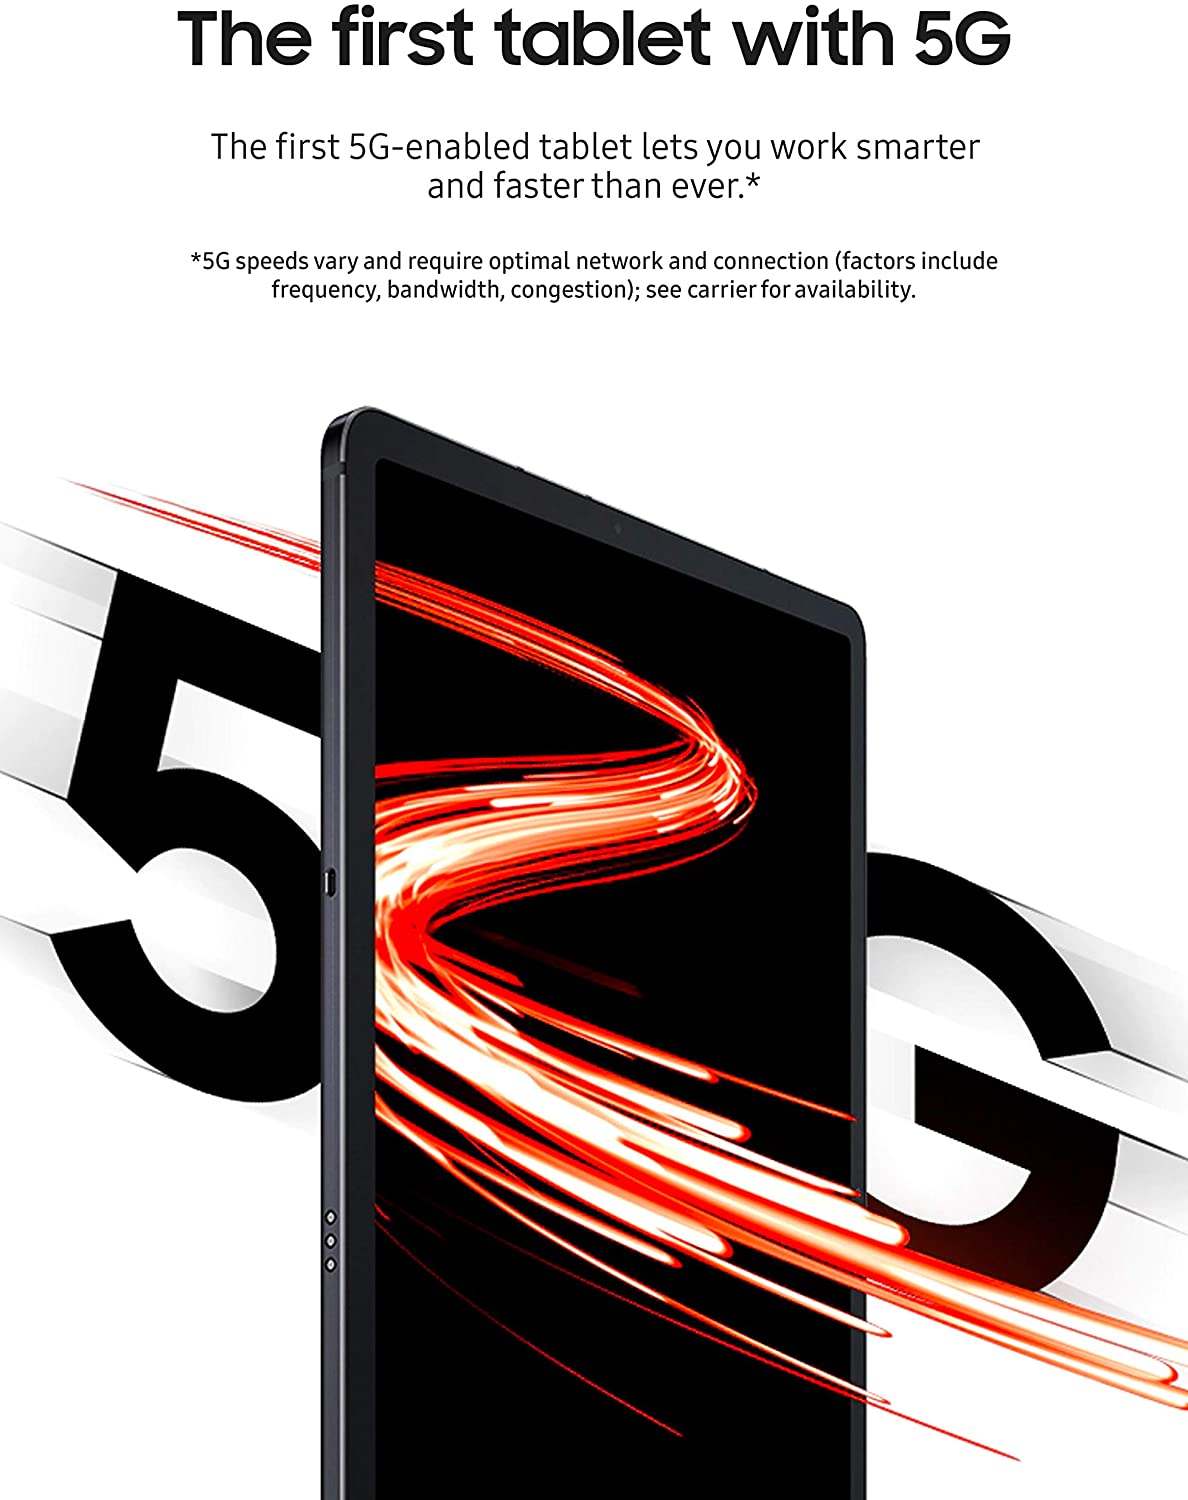 The first tablet with 5G
The first 5G-enabled tablet lets you work smarter
and faster than ever.*
*5G speeds vary and require optimal network and connection (factors include
frequency, bandwidth, congestion); see carrier for availability.
5G